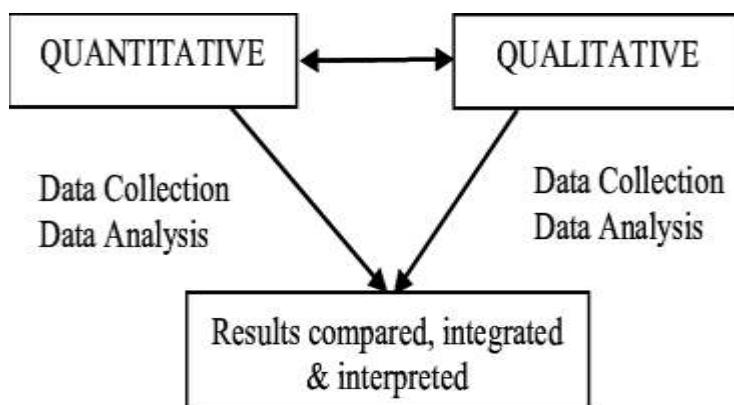 QUANTITATIVE
QUALITATIVE
Data Collection
Data Analysis
Data Collection
Data Analysis
Results compared, integrated
& interpreted